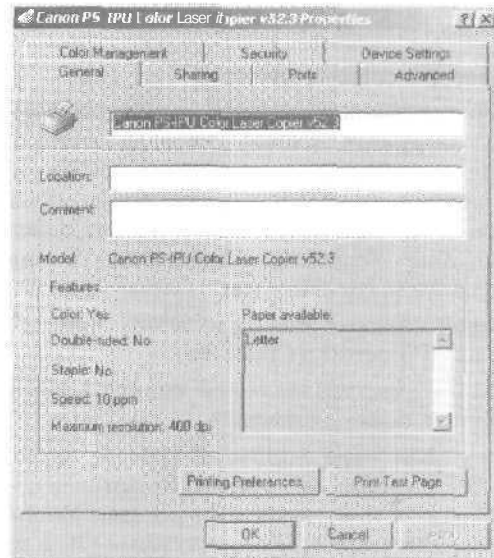 Canon PS-IPU Color Laser Copier v52.3 Properties
? X
Color Management Security Device Settings
General Sharing Ports Advanced
Canon PS-IPU Color Laser Copier v52.3
Location:
Comment:
Model: Canon PS-IPU Color Laser Copier v52.3
Features
Color: Yes
Double-sided: No
Staple: No
Speed: 10 ppm
Maximum resolution: 400 dpi
Paper available:
Letter
Printing Preferences... Print Test Page
OK Cancel